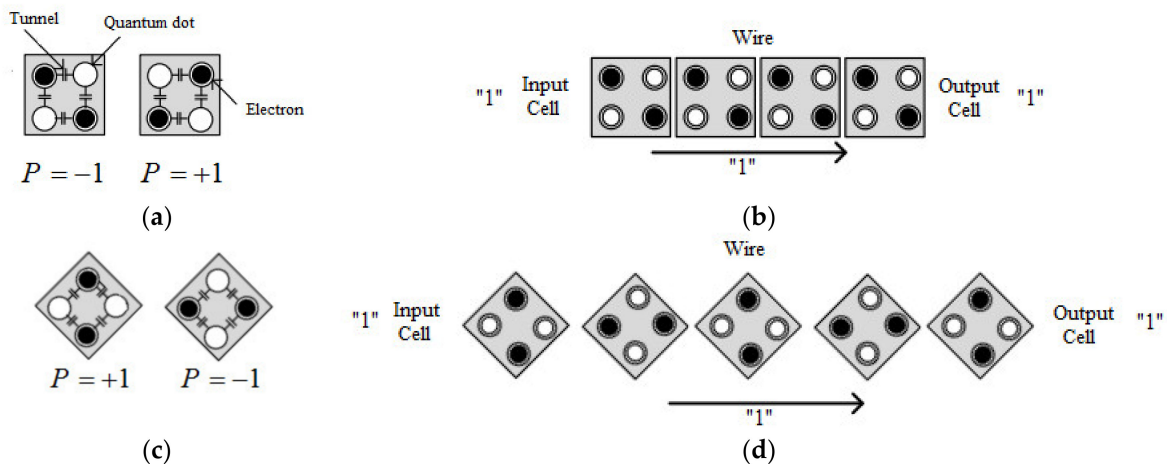 Tunnel
Quantum dot
Electron
P = −1
P = +1
(a)
Wire
"1"
Input
Cell
Output
Cell
"1"
"1"
(b)
P = +1
P = −1
(c)
Wire
"1"
Input
Cell
Output
Cell
"1"
"1"
(d)